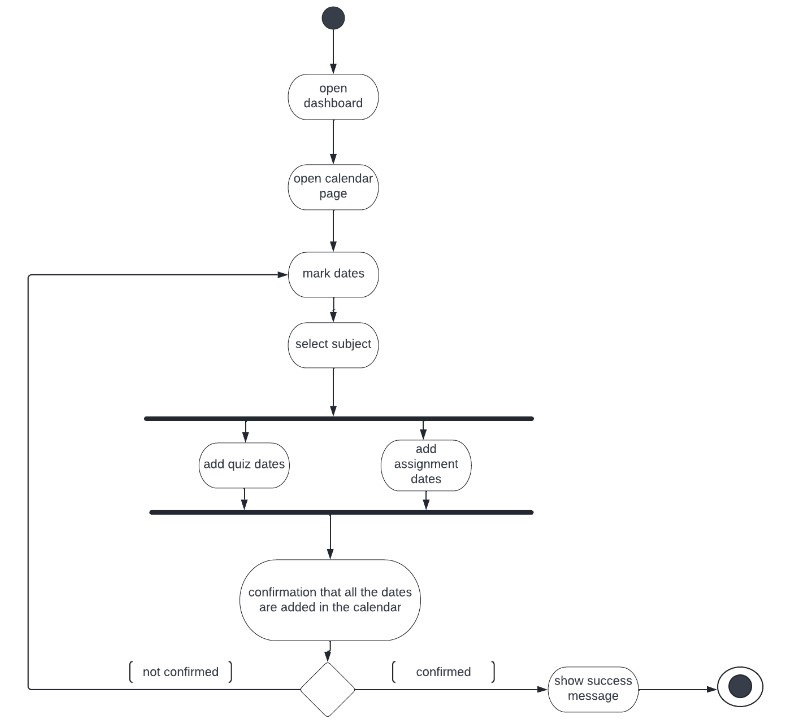 open
dashboard
open calendar
page
mark dates
select subject
add quiz dates
add
assignment
dates
confirmation that all the dates
are added in the calendar
[ not confirmed ]
[ confirmed ]
show success
message